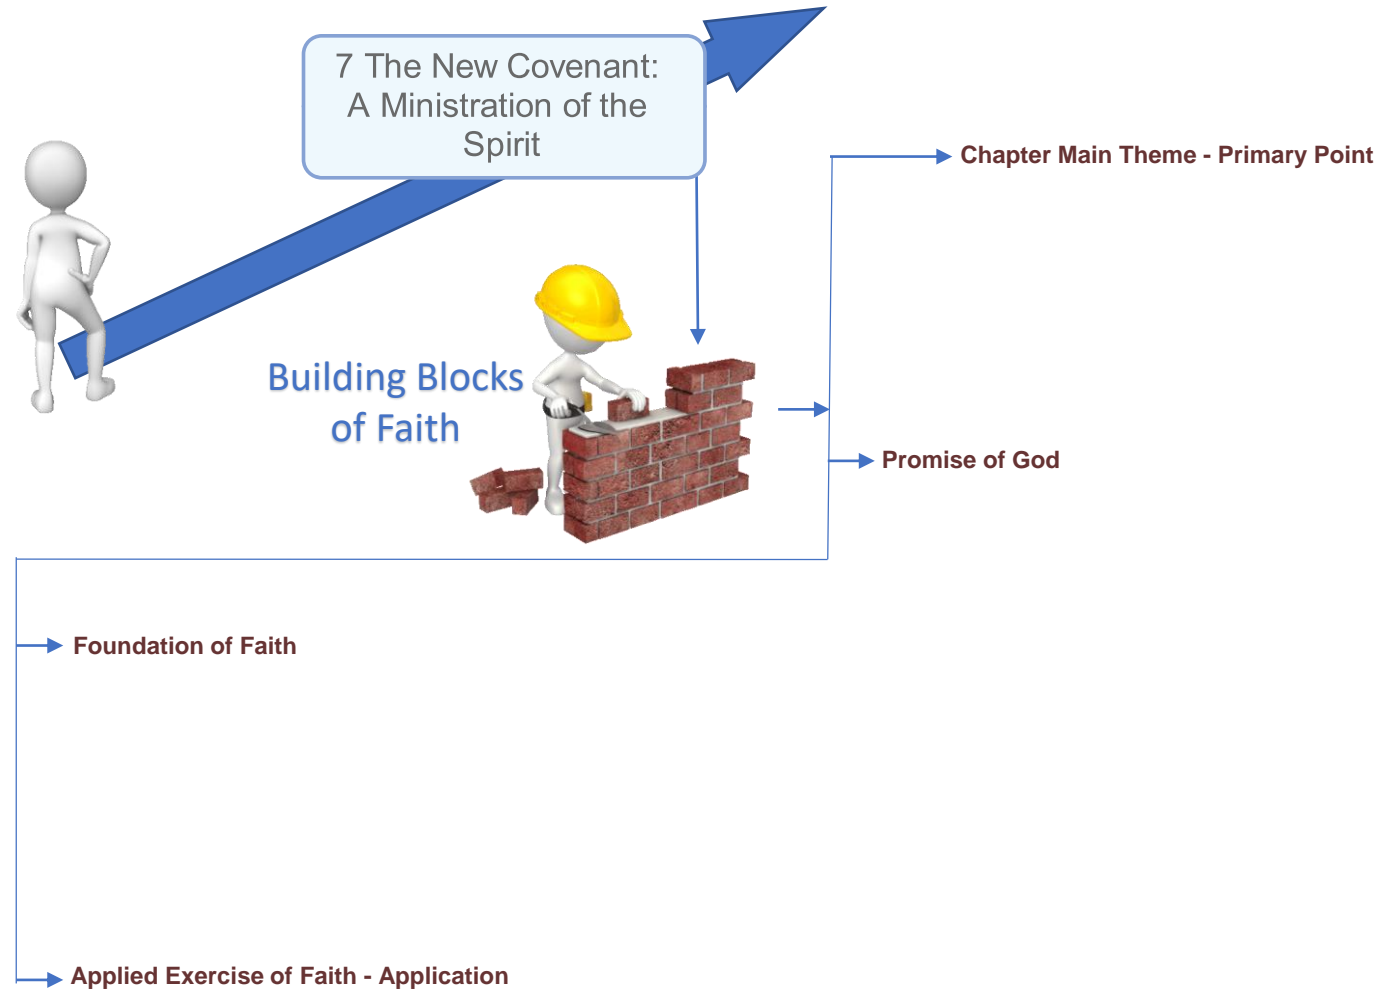 7 The New Covenant:
A Ministration of the
Spirit
Chapter Main Theme - Primary Point
Building Blocks
of Faith
Promise of God
Foundation of Faith
Applied Exercise of Faith - Application